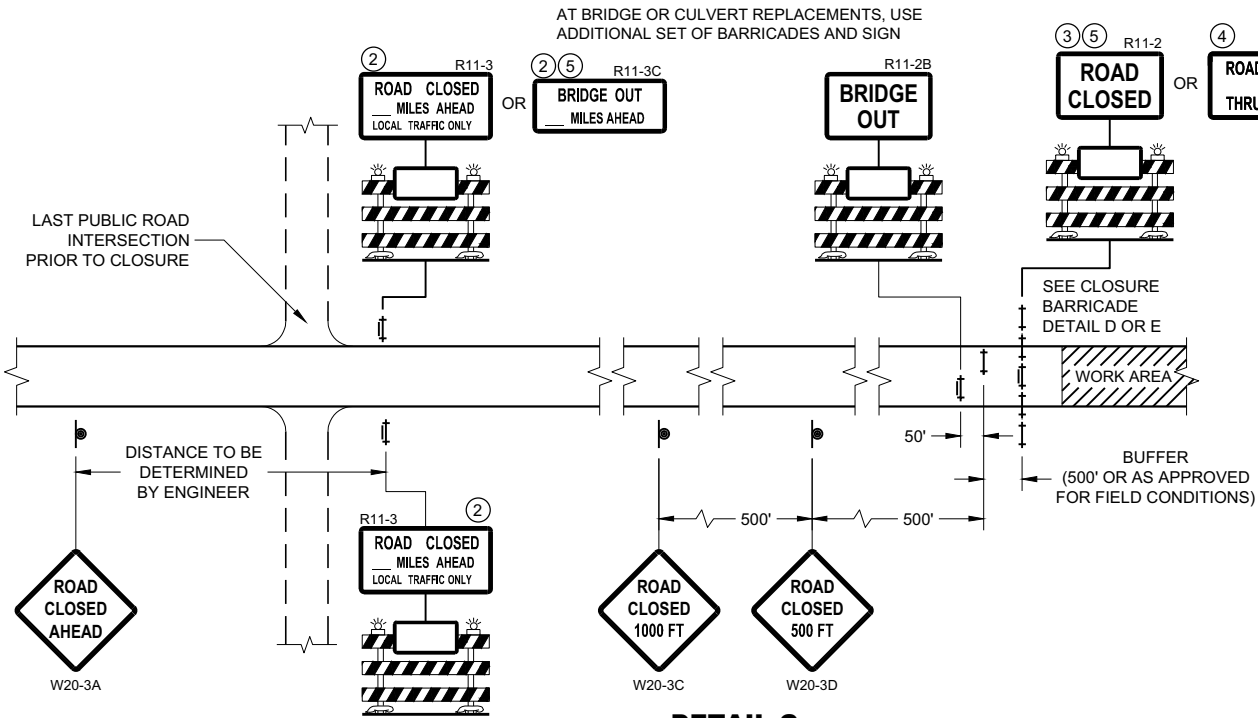 AT BRIDGE OR CULVERT REPLACEMENTS, USE
ADDITIONAL SET OF BARRICADES AND SIGN
2
R11-3
ROAD CLOSED
___ MILES AHEAD
LOCAL TRAFFIC ONLY
OR
2 5
R11-3C
BRIDGE OUT
___ MILES AHEAD
R11-2B
BRIDGE
OUT
3 5
R11-2
ROAD
CLOSED
OR
4
ROAD
THRU
LAST PUBLIC ROAD
INTERSECTION
PRIOR TO CLOSURE
SEE CLOSURE
BARRICADE
DETAIL D OR E
WORK AREA
DISTANCE TO BE
DETERMINED
BY ENGINEER
50'
BUFFER
(500' OR AS APPROVED
FOR FIELD CONDITIONS)
500'
500'
R11-3
2
ROAD CLOSED
___ MILES AHEAD
LOCAL TRAFFIC ONLY
ROAD
CLOSED
AHEAD
W20-3A
ROAD
CLOSED
1000 FT
W20-3C
ROAD
CLOSED
500 FT
W20-3D